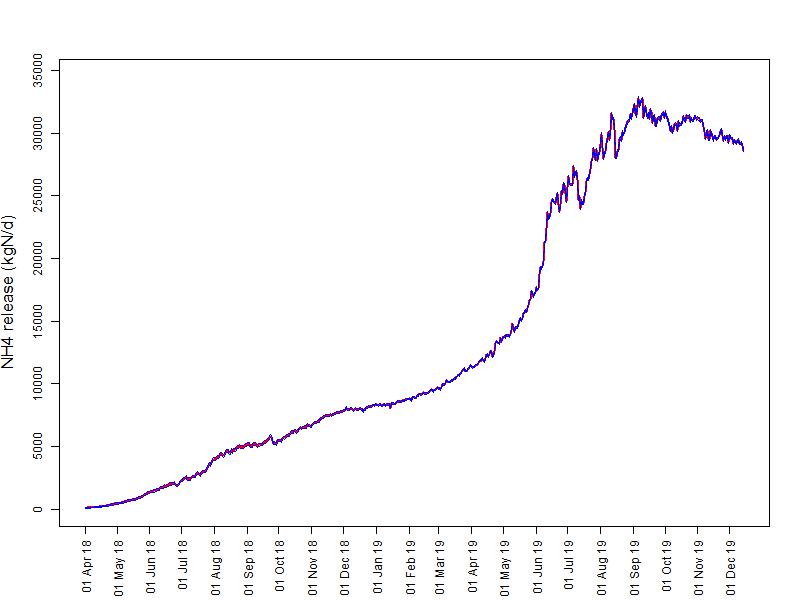 NH4 release (kgN/d)
35000
30000
25000
20000
15000
10000
5000
0
01 Apr 18
01 May 18
01 Jun 18
01 Jul 18
01 Aug 18
01 Sep 18
01 Oct 18
01 Nov 18
01 Dec 18
01 Jan 19
01 Feb 19
01 Mar 19
01 Apr 19
01 May 19
01 Jun 19
01 Jul 19
01 Aug 19
01 Sep 19
01 Oct 19
01 Nov 19
01 Dec 19